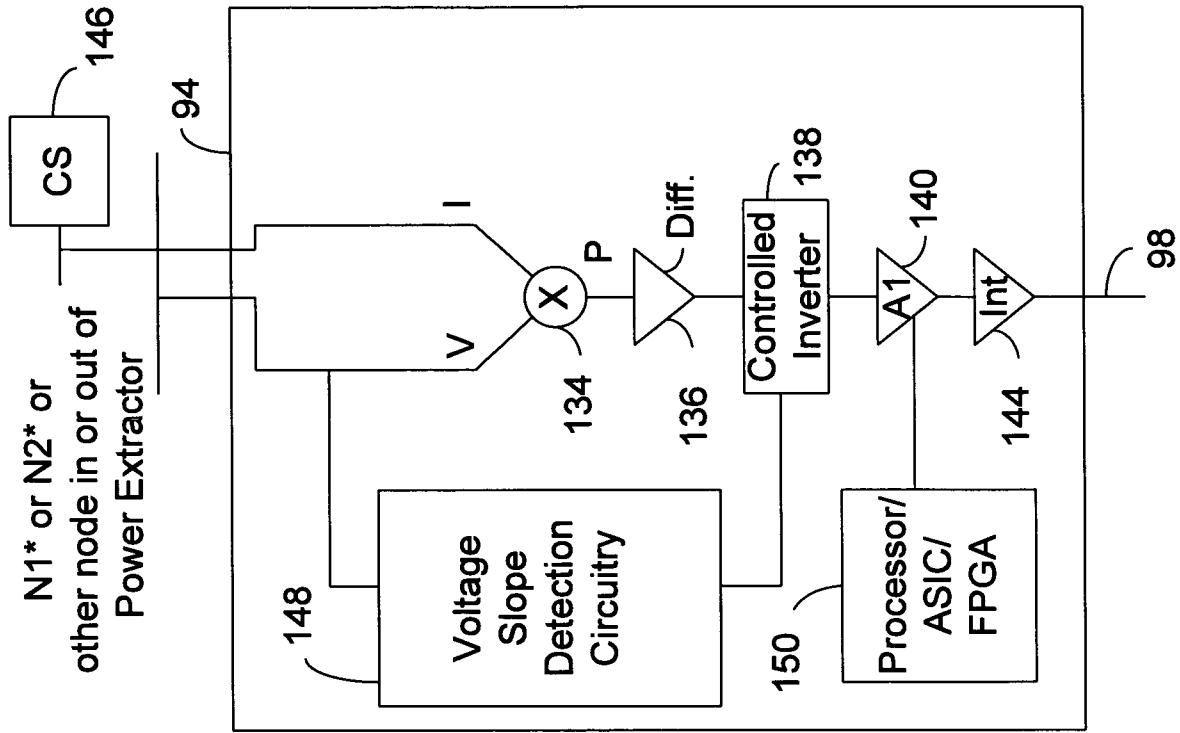 N1* or N2* or
other node in or out of
Power Extractor
CS
146
94
148
Voltage
Slope
Detection
Circuitry
V
I
X
134
P
136
Diff.
Controlled
Inverter
138
150
Processor/
ASIC/
FPGA
A1
140
Int
144
98